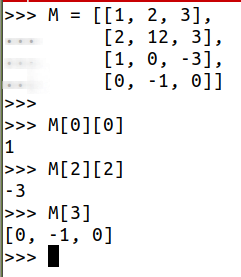 >>> M = [[1, 2, 3],
...      [2, 12, 3],
...      [1, 0, -3],
...      [0, -1, 0]]
>>>
>>> M[0][0]
1
>>> M[2][2]
-3
>>> M[3]
[0, -1, 0]
>>>